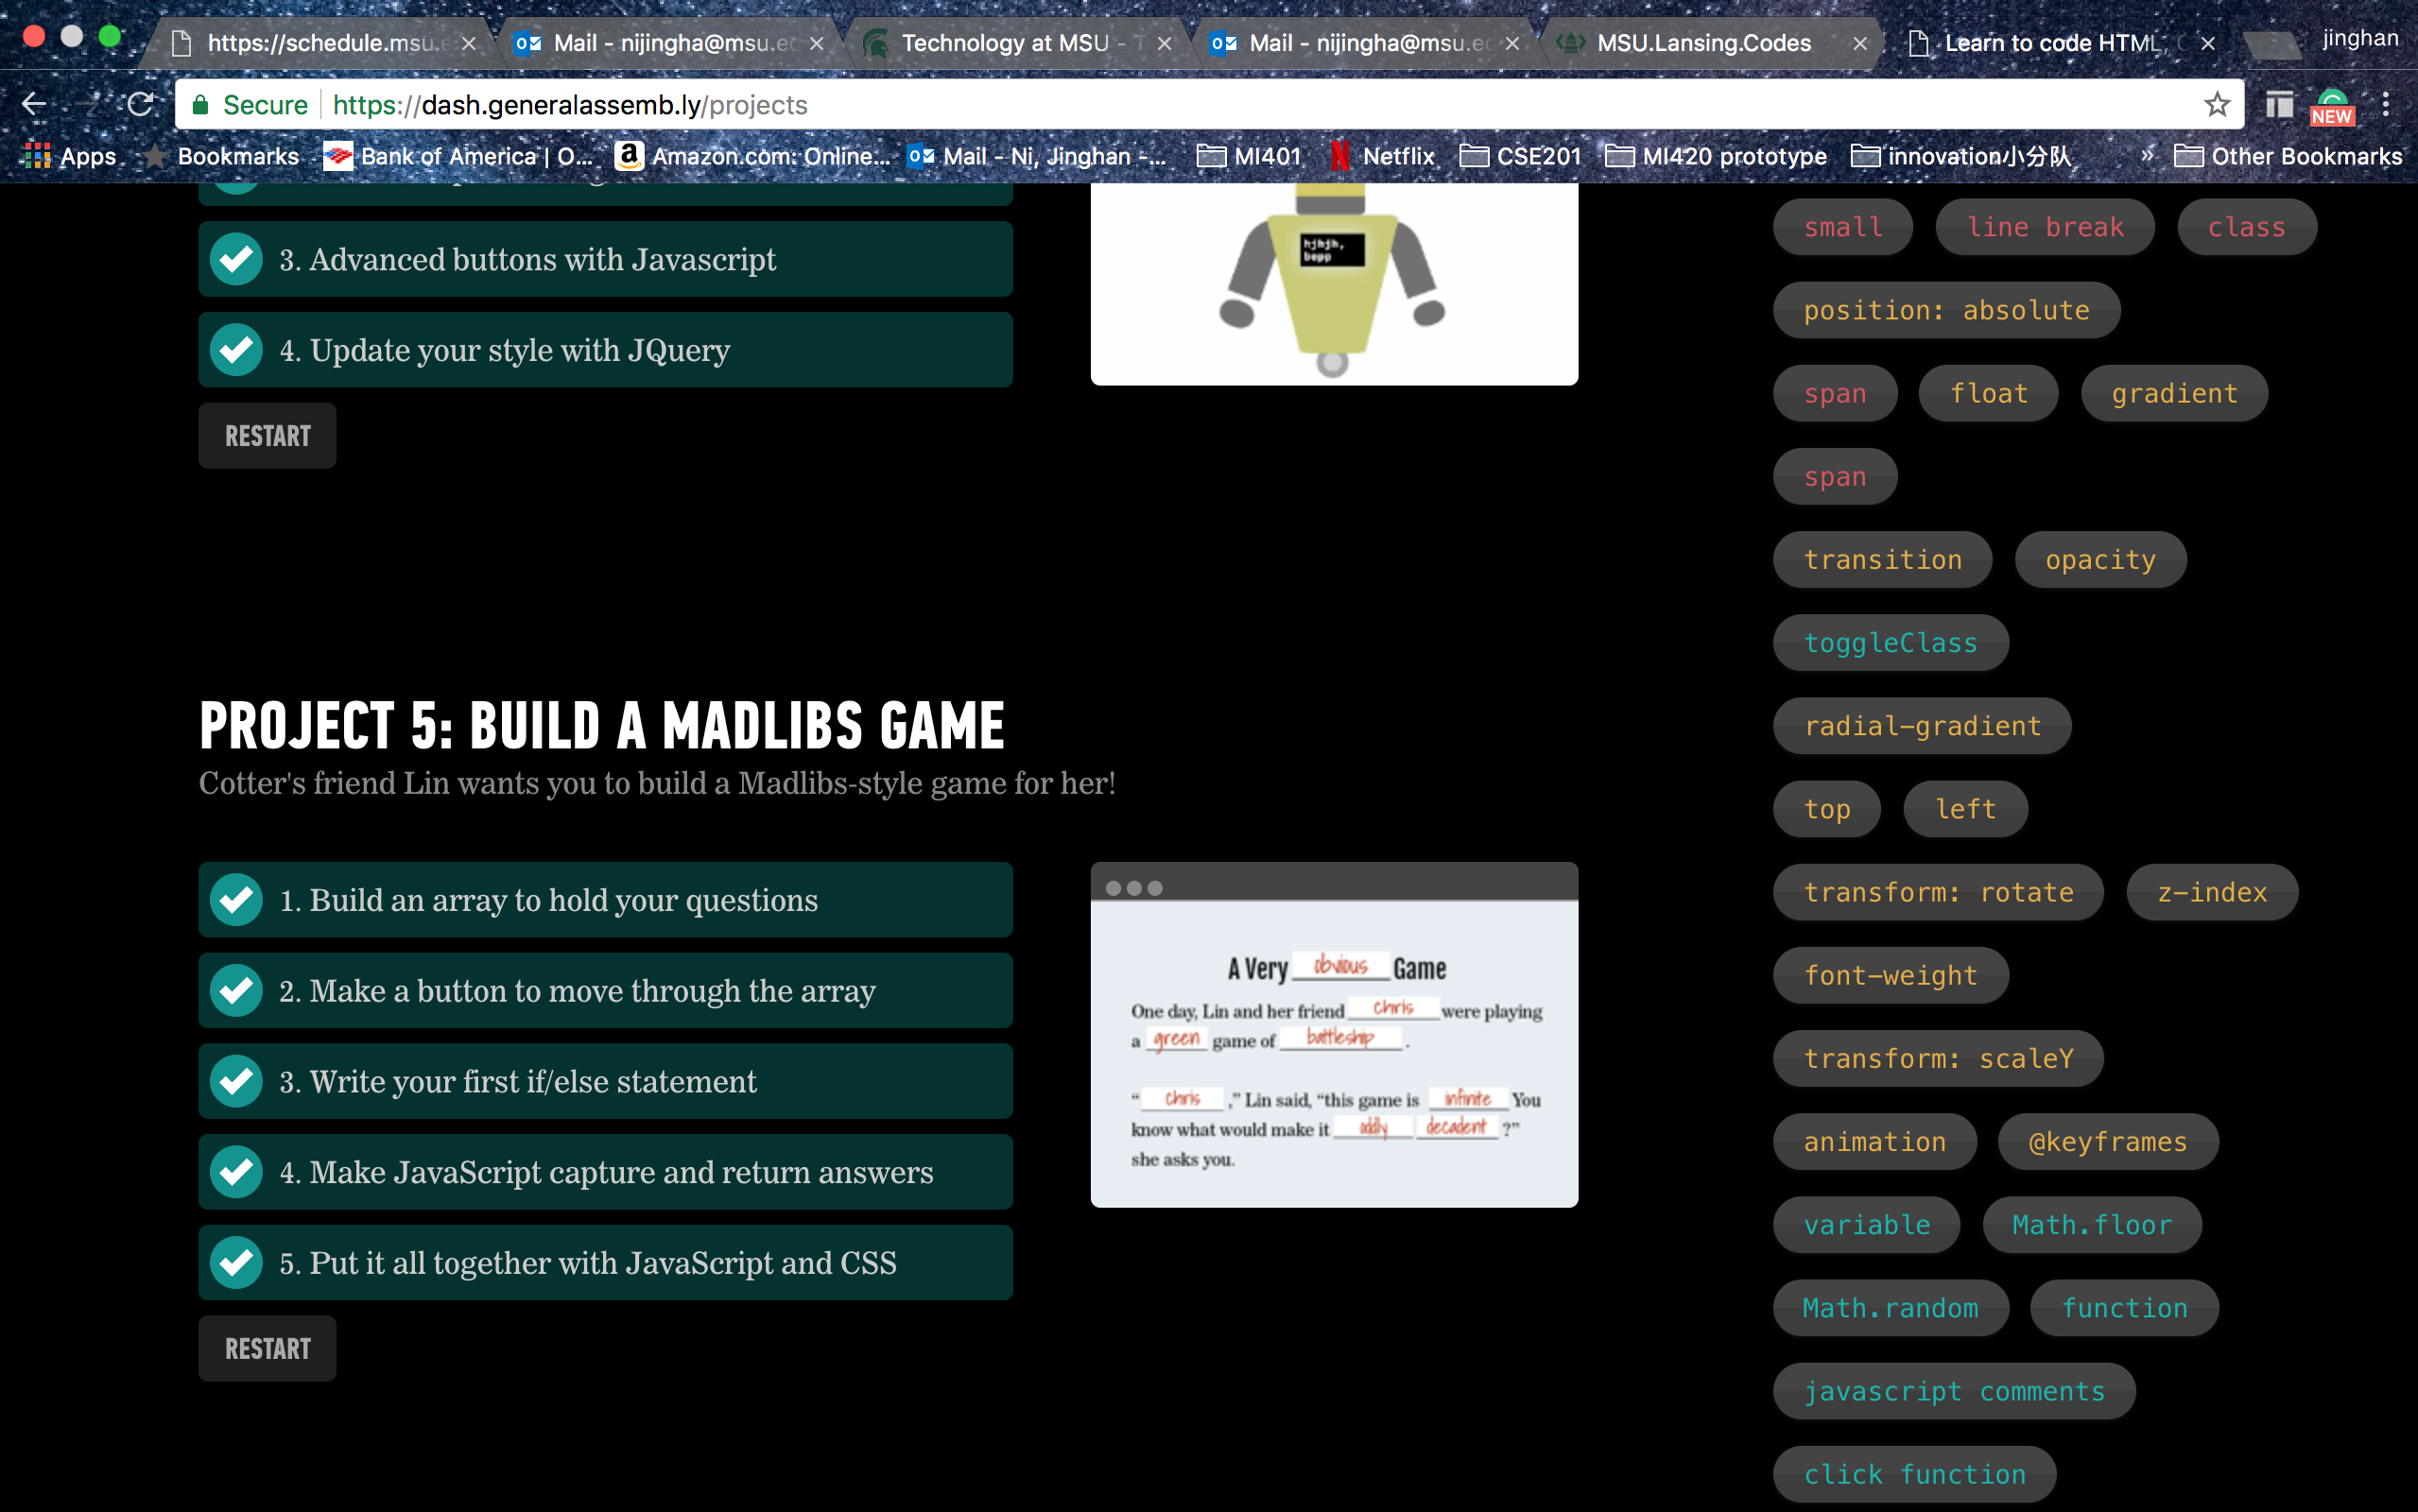 https://schedule.msu.e
Mail - nijingha@msu.ec
Technology at MSU - T
Mail - nijingha@msu.ec
MSU.Lansing.Codes
Learn to code HTML, C
jinghan
Secure
https://dash.generalassemb.ly/projects
NEW
Apps
Bookmarks
Bank of America | O...
Amazon.com: Online...
Mail - Ni, Jinghan -...
MI401
Netflix
CSE201
MI420 prototype
innovation小分队
»
Other Bookmarks
3. Advanced buttons with Javascript
4. Update your style with JQuery
RESTART
hjhjh,
bepp
PROJECT 5: BUILD A MADLIBS GAME
Cotter's friend Lin wants you to build a Madlibs-style game for her!
1. Build an array to hold your questions
2. Make a button to move through the array
3. Write your first if/else statement
4. Make JavaScript capture and return answers
5. Put it all together with JavaScript and CSS
RESTART
A Very obvious Game
One day, Lin and her friend chris were playing
a green game of battleship .
“ chris ,” Lin said, “this game is infinite You
know what would make it oddly decadent ?”
she asks you.
small line break class
position: absolute
span float gradient
span
transition opacity
toggleClass
radial-gradient
top left
transform: rotate z-index
font-weight
transform: scaleY
animation @keyframes
variable Math.floor
Math.random function
javascript comments
click function